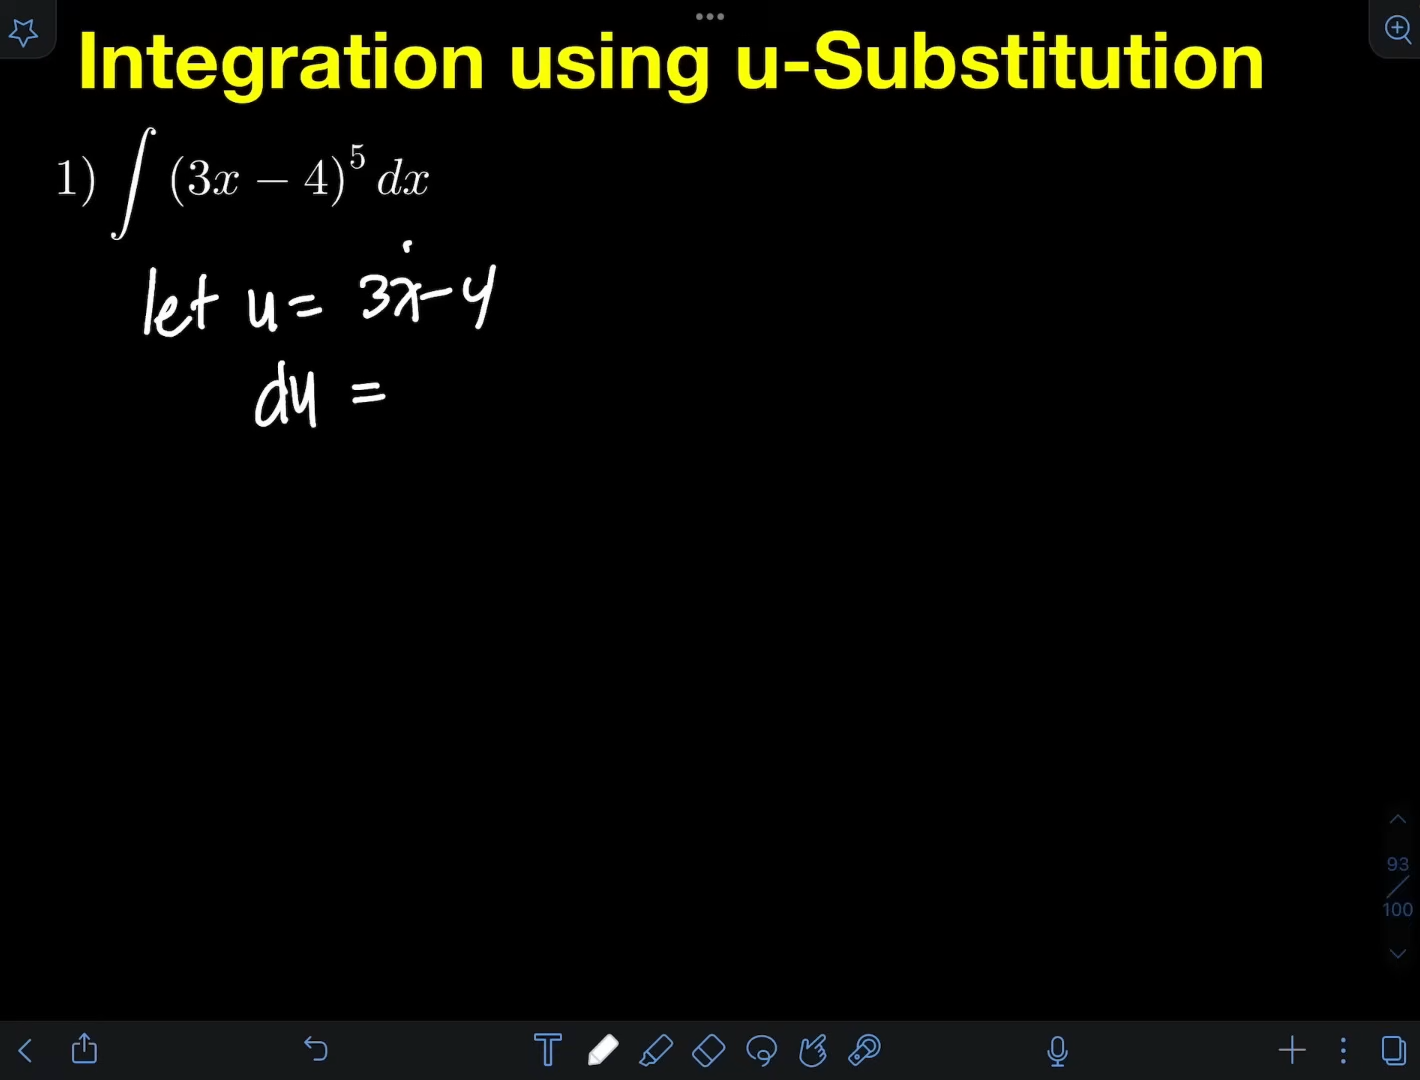 Integration using u-Substitution
1) ∫ (3x − 4)⁵ dx
let u = 3x-4
du =
93
100